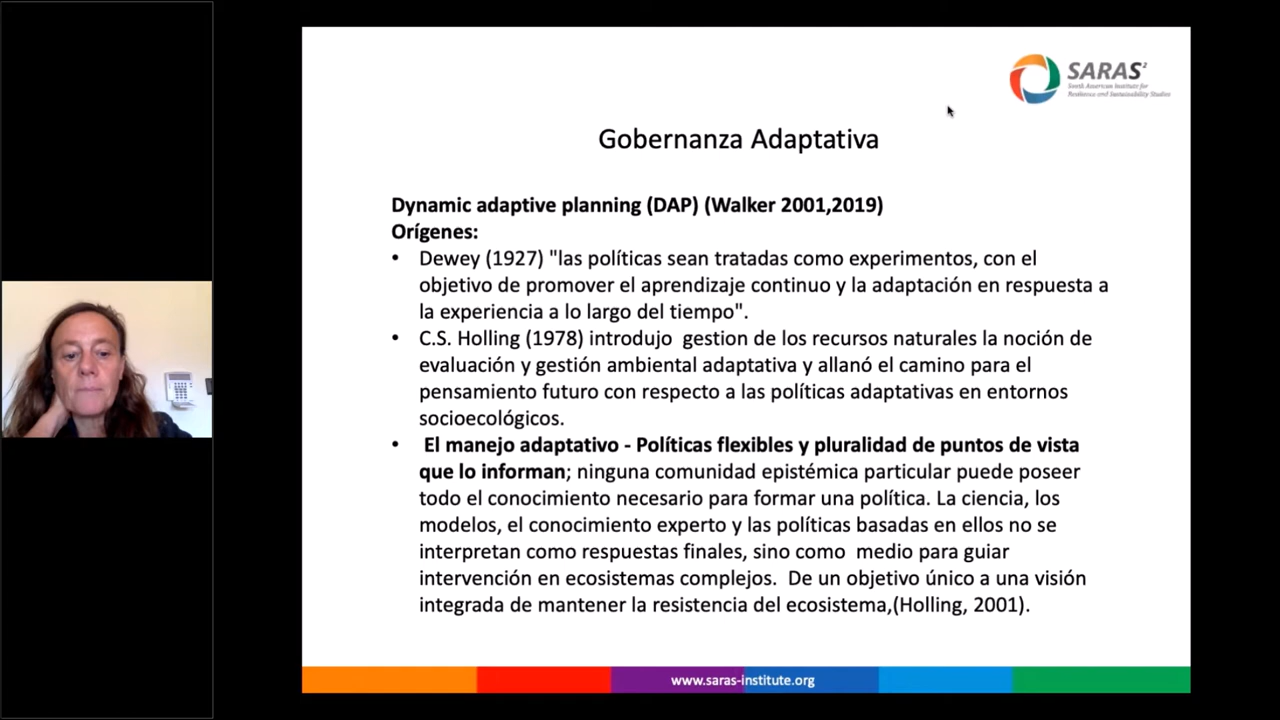 SARAS²
South American Institute for
Resilience and Sustainability Studies
Gobernanza Adaptativa
Dynamic adaptive planning (DAP) (Walker 2001,2019)
Orígenes:
• Dewey (1927) "las políticas sean tratadas como experimentos, con el
objetivo de promover el aprendizaje continuo y la adaptación en respuesta a
la experiencia a lo largo del tiempo".
• C.S. Holling (1978) introdujo gestion de los recursos naturales la noción de
evaluación y gestión ambiental adaptativa y allanó el camino para el
pensamiento futuro con respecto a las políticas adaptativas en entornos
socioecológicos.
• El manejo adaptativo - Políticas flexibles y pluralidad de puntos de vista
que lo informan; ninguna comunidad epistémica particular puede poseer
todo el conocimiento necesario para formar una política. La ciencia, los
modelos, el conocimiento experto y las políticas basadas en ellos no se
interpretan como respuestas finales, sino como medio para guiar
intervención en ecosistemas complejos. De un objetivo único a una visión
integrada de mantener la resistencia del ecosistema,(Holling, 2001).
www.saras-institute.org